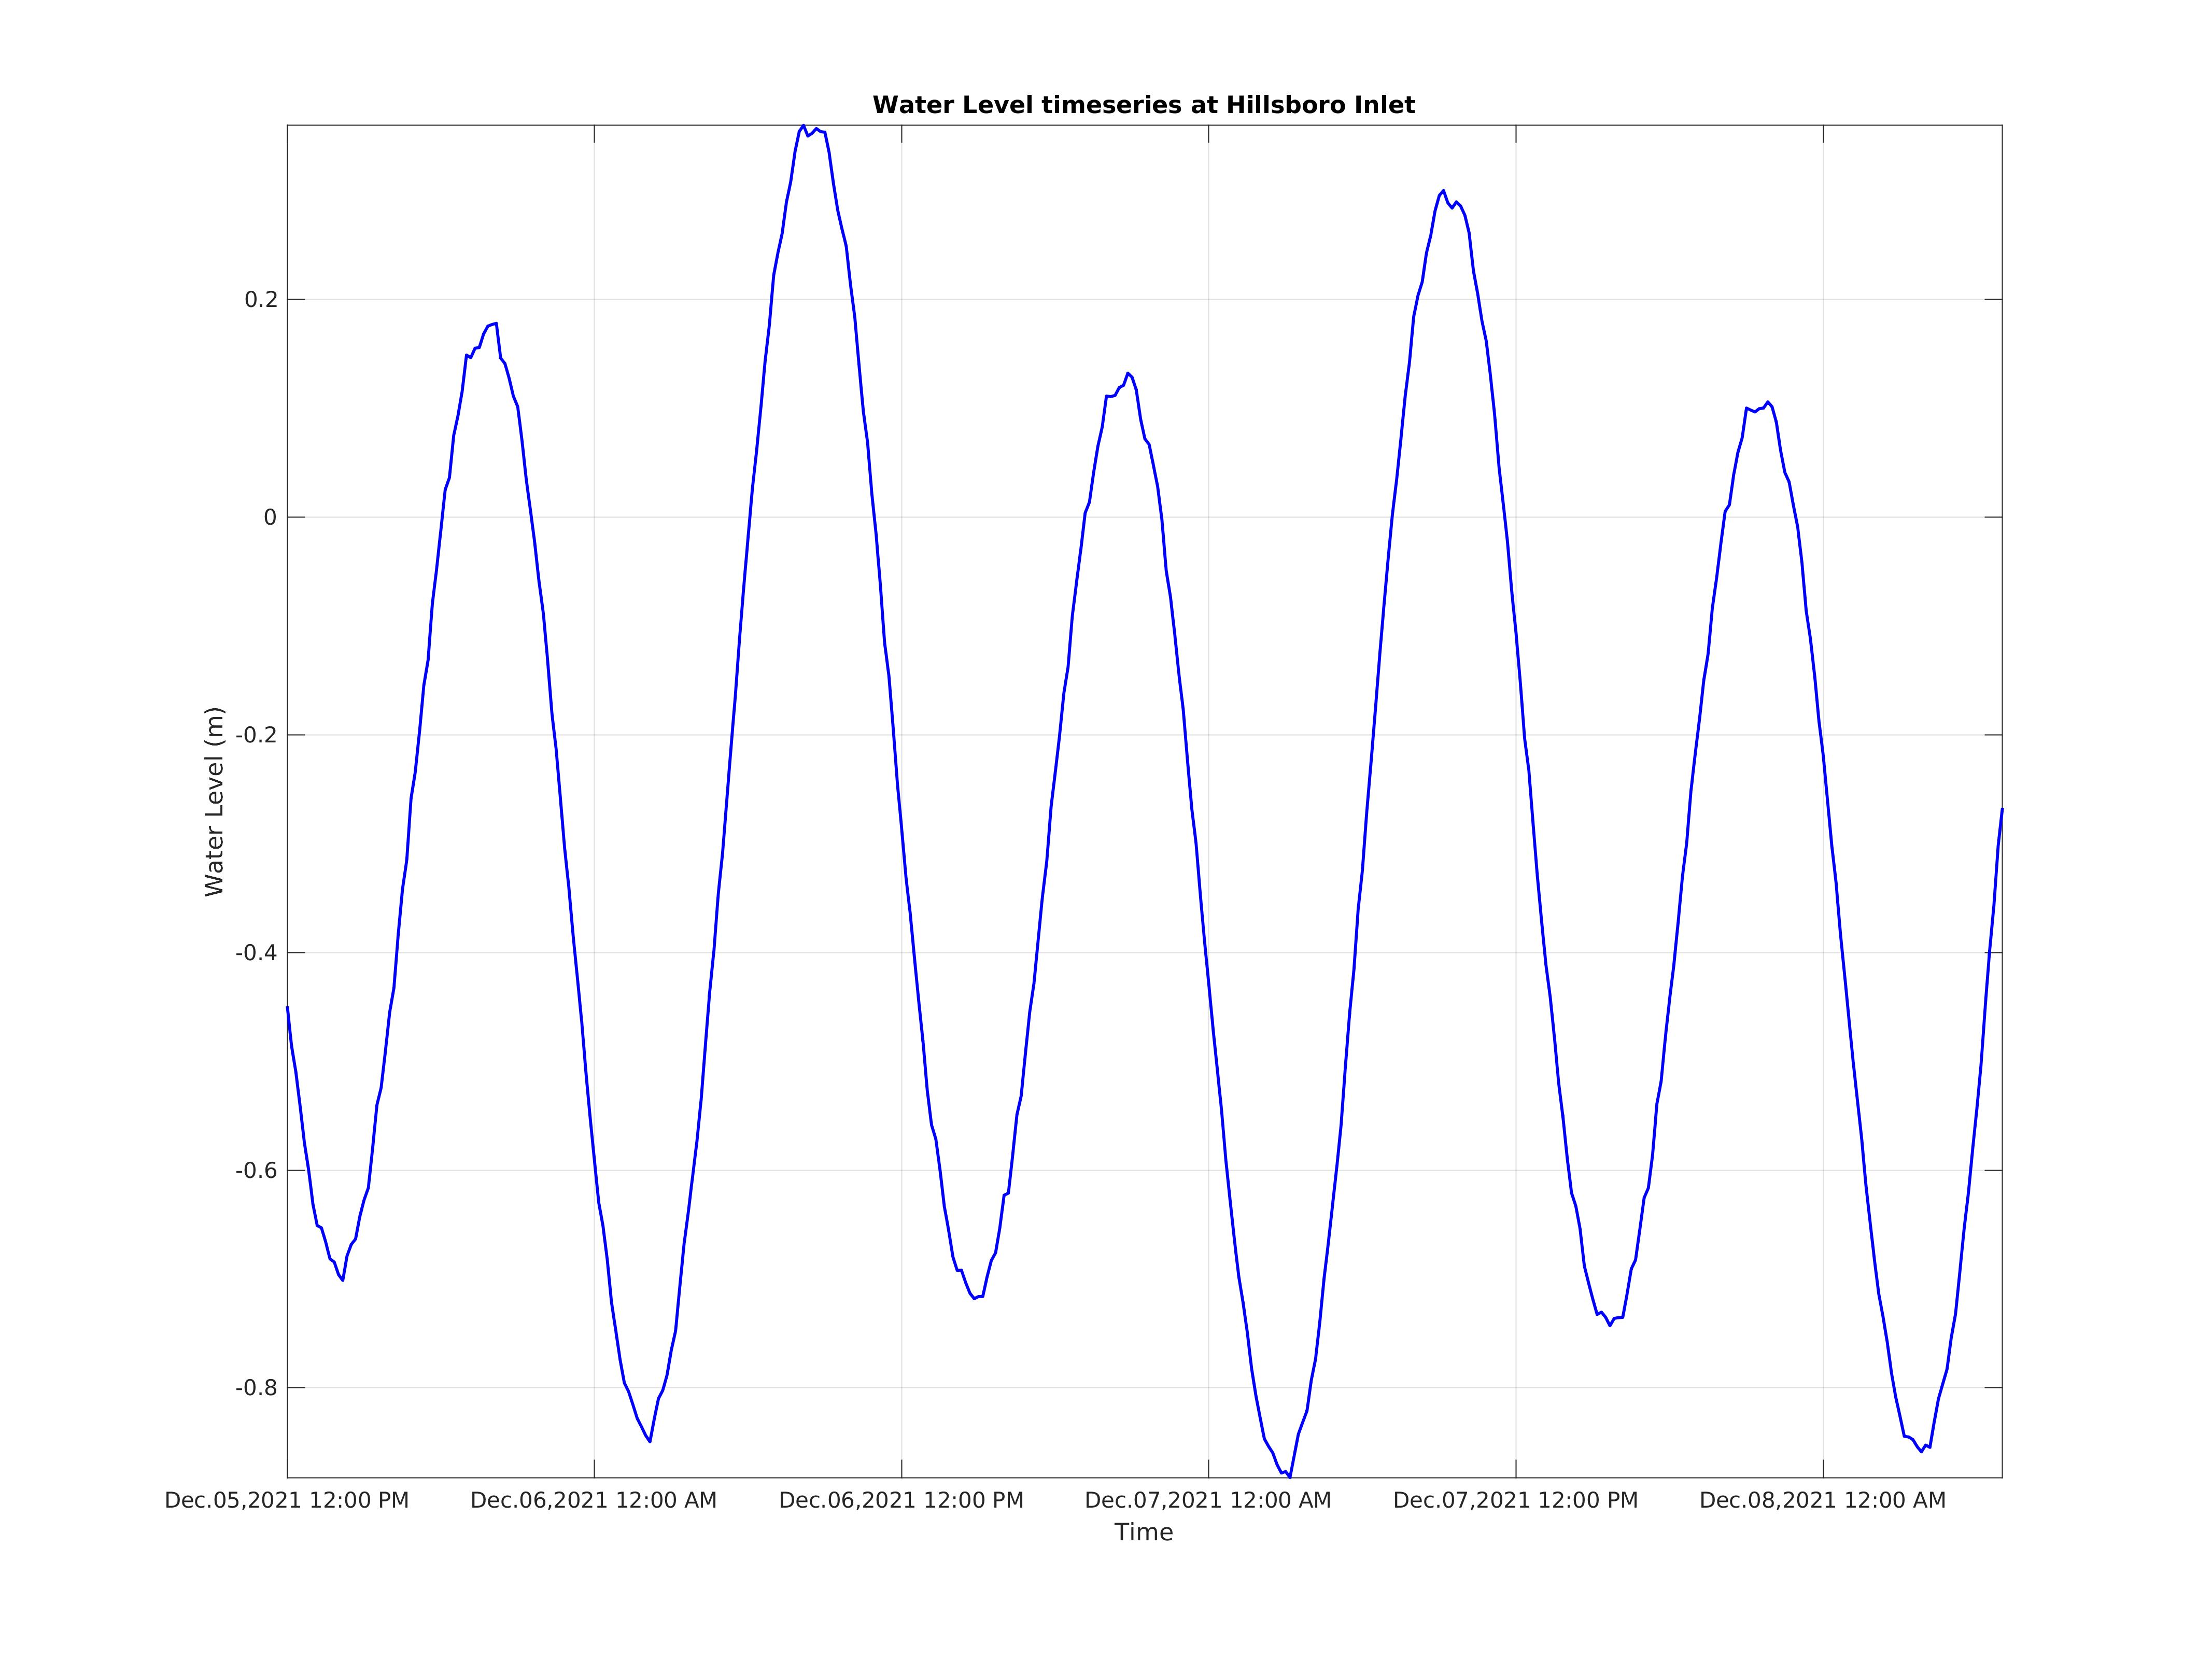 Water Level timeseries at Hillsboro Inlet
0.2
0
-0.2
-0.4
-0.6
-0.8
Water Level (m)
Dec.05,2021 12:00 PM
Dec.06,2021 12:00 AM
Dec.06,2021 12:00 PM
Dec.07,2021 12:00 AM
Dec.07,2021 12:00 PM
Dec.08,2021 12:00 AM
Time